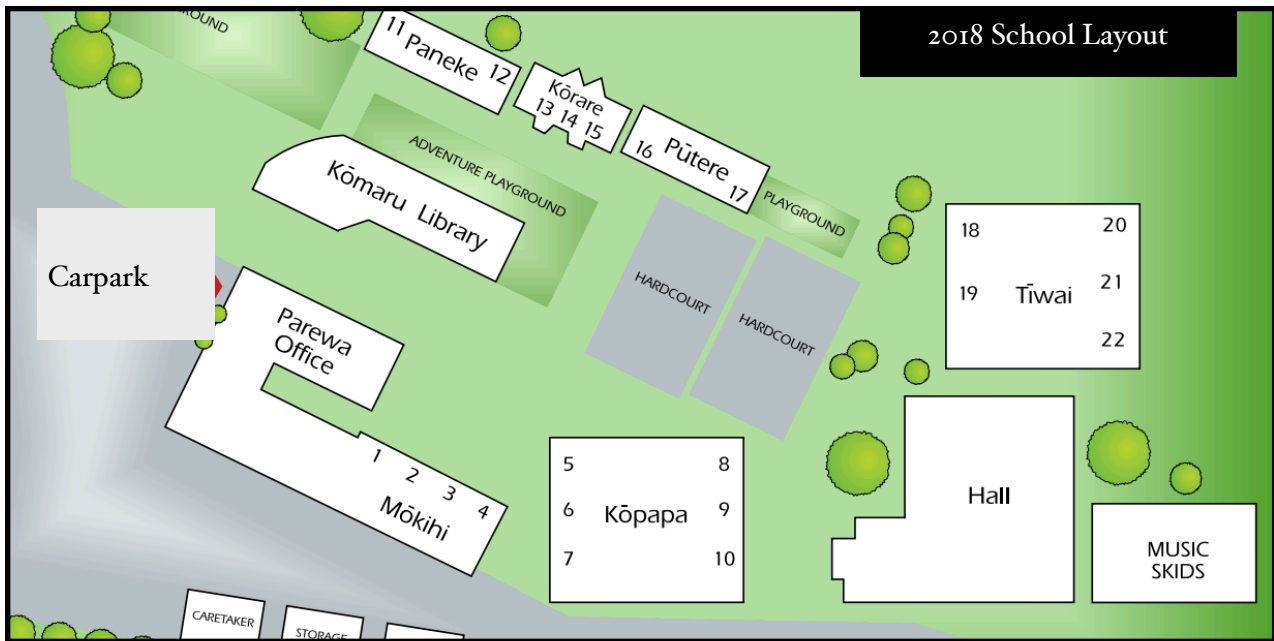 2018 School Layout
11
Paneke
12
Kōrare
13 14 15
16
Pūtere
17
PLAYGROUND
ADVENTURE PLAYGROUND
Kōmaru Library
HARDCOURT
HARDCOURT
18
20
19
Tīwai
21
22
Carpark
Parewa
Office
1
2
3
4
Mōkihi
5
8
6
Kōpapa
9
7
10
Hall
MUSIC
SKIDS
CARETAKER
STORAGE